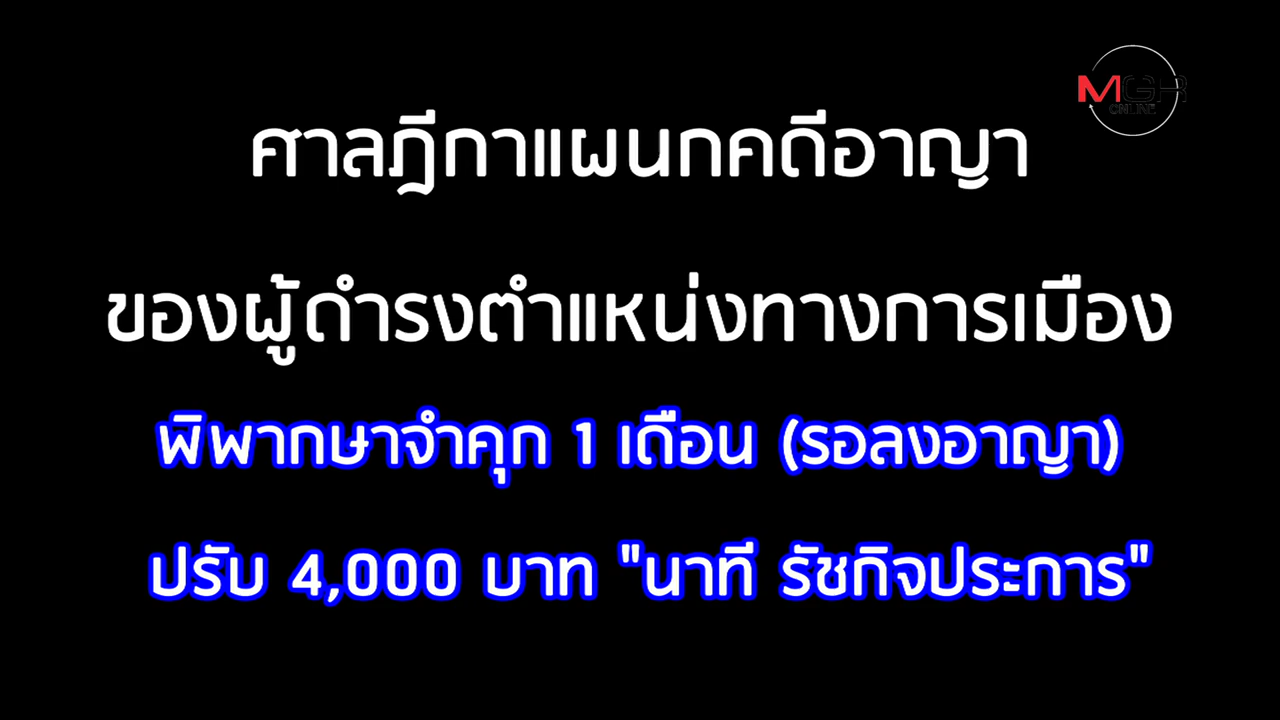 MGR
ONLINE
ศาลฎีกาแผนกคดีอาญา
ของผู้ดำรงตำแหน่งทางการเมือง
พิพากษาจำคุก 1 เดือน (รอลงอาญา)
ปรับ 4,000 บาท "นาที รัชกิจประการ"